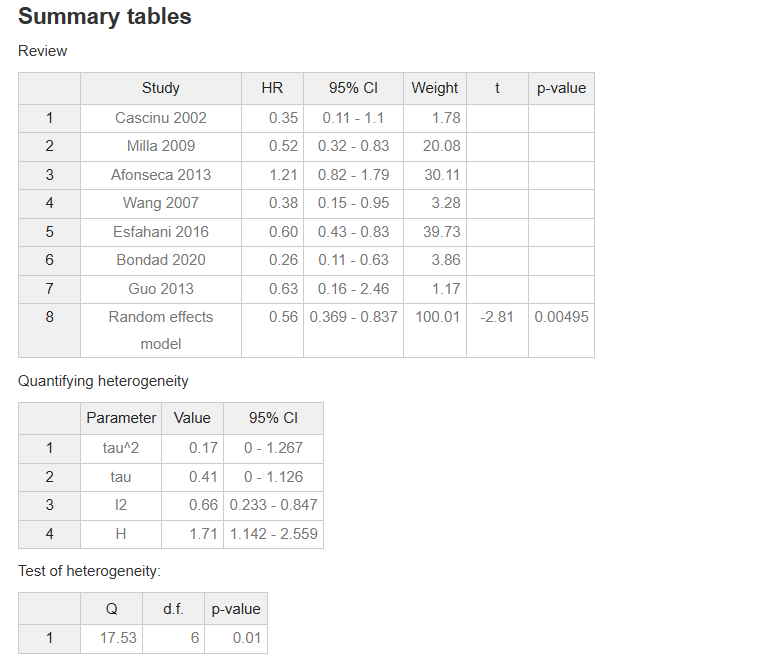 Summary tables
Review
Study HR 95% CI Weight t p-value
1 Cascinu 2002 0.35 0.11 - 1.1 1.78
2 Milla 2009 0.52 0.32 - 0.83 20.08
3 Afonseca 2013 1.21 0.82 - 1.79 30.11
4 Wang 2007 0.38 0.15 - 0.95 3.28
5 Esfahani 2016 0.60 0.43 - 0.83 39.73
6 Bondad 2020 0.26 0.11 - 0.63 3.86
7 Guo 2013 0.63 0.16 - 2.46 1.17
8 Random effects 0.56 0.369 - 0.837 100.01 -2.81 0.00495
model
Quantifying heterogeneity
Parameter Value 95% CI
1 tau^2 0.17 0 - 1.267
2 tau 0.41 0 - 1.126
3 I2 0.66 0.233 - 0.847
4 H 1.71 1.142 - 2.559
Test of heterogeneity:
Q d.f. p-value
1 17.53 6 0.01